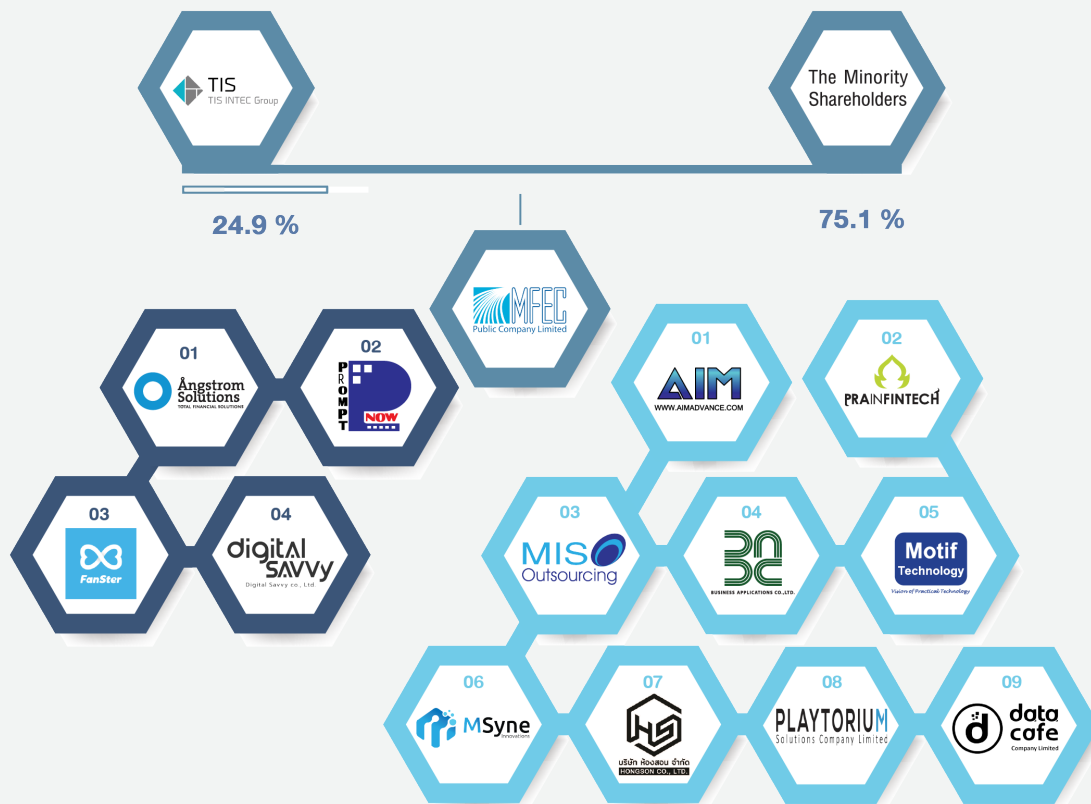 TIS
TIS INTEC Group
The Minority
Shareholders
24.9 %
75.1 %
MFEC
Public Company Limited
01
Ångstrom
Solutions
TOTAL FINANCIAL SOLUTIONS
02
PROMPT
NOW
03
FanSter
04
digital
savvy
Digital Savvy co., Ltd.
01
AIM
WWW.AIMADVANCE.COM
02
PRAINFINTECH
03
MISO
Outsourcing
04
BUSINESS APPLICATIONS CO.,LTD.
05
Motif
Technology
Vision of Practical Technology
06
MSyne
innovations
07
HS
บริษัท ห้องสอน จำกัด
HONGSON CO., LTD.
08
PLAYTORIUM
Solutions Company Limited
09
d
data
cafe
Company Limited